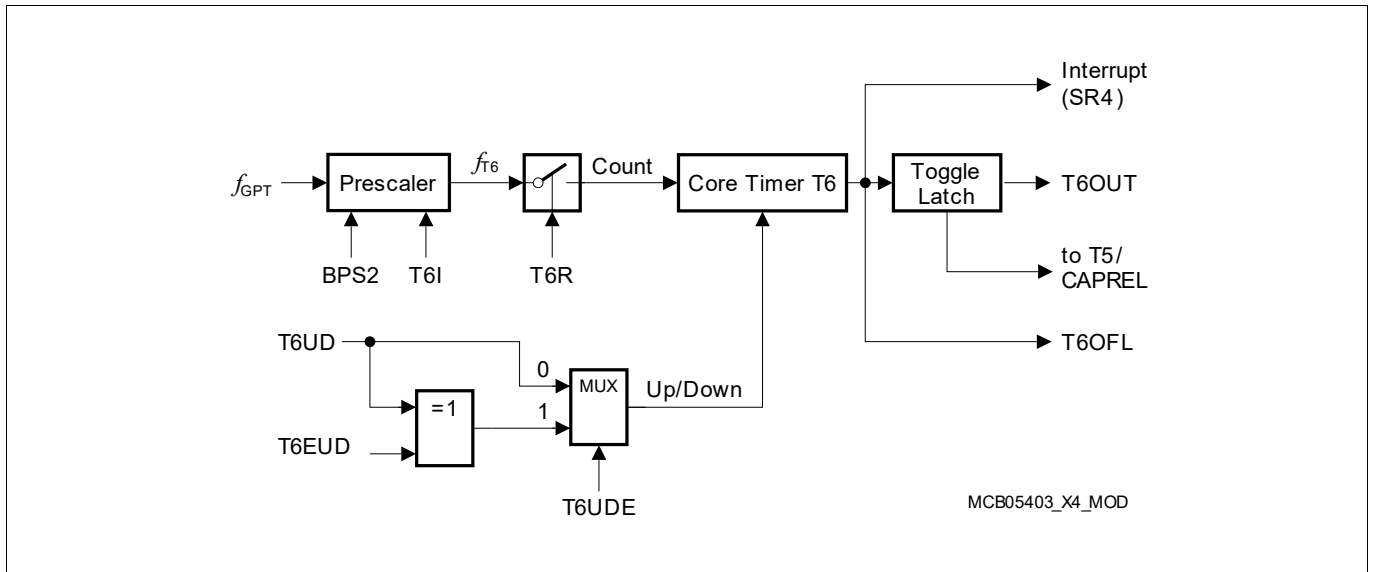 Interrupt
(SR4)
fGPT
Prescaler
fT6
Count
Core Timer T6
Toggle
Latch
T6OUT
BPS2
T6I
T6R
to T5/
CAPREL
T6UD
T6OFL
0
MUX
Up/Down
=1
1
T6EUD
T6UDE
MCB05403_X4_MOD